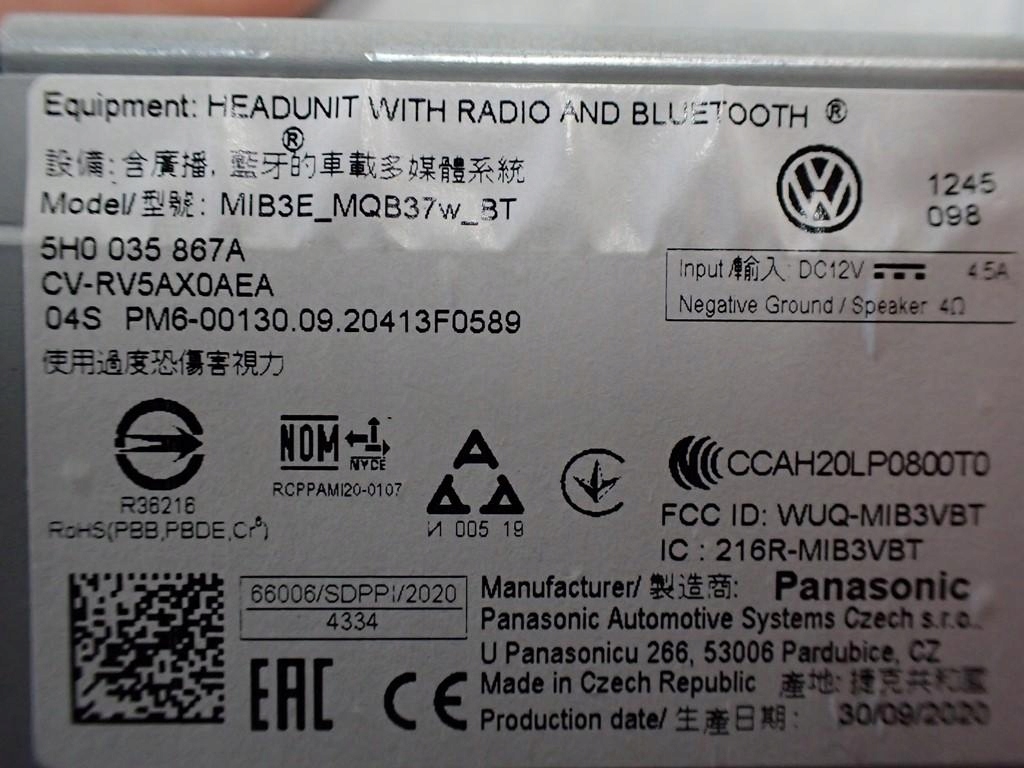 Equipment: HEADUNIT WITH RADIO AND BLUETOOTH ®
設備: 含廣播, 藍牙®的車載多媒體系統
Model/ 型號: MIB3E_MQB37w_BT
1245
098
5H0 035 867A
CV-RV5AX0AEA
04S PM6-00130.09.20413F0589
Input /輸入: DC12V 4.5A
Negative Ground / Speaker 4Ω
使用過度恐傷害視力
R36216
RoHS(PBB,PBDE,Cr⁶)
NOM
NYCE
RCPPAMI20-0107
И 005 19
CCAH20LP0800T0
FCC ID: WUQ-MIB3VBT
IC : 216R-MIB3VBT
66006/SDPPI/2020
4334
EAC CE
Manufacturer/ 製造商: Panasonic
Panasonic Automotive Systems Czech s.r.o.
U Panasonicu 266, 53006 Pardubice, CZ
Made in Czech Republic 產地: 捷克共和國
Production date/ 生產日期: 30/09/2020